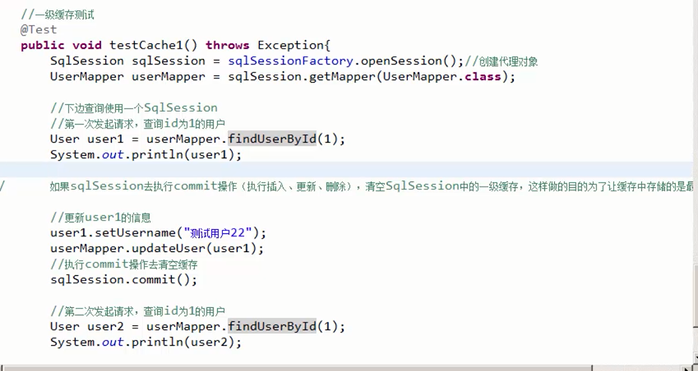 //一级缓存测试
@Test
public void testCache1() throws Exception{
SqlSession sqlSession = sqlSessionFactory.openSession();//创建代理对象
UserMapper userMapper = sqlSession.getMapper(UserMapper.class);
//下边查询使用一个SqlSession
//第一次发起请求，查询id为1的用户
User user1 = userMapper.findUserById(1);
System.out.println(user1);
/ 如果sqlSession去执行commit操作（执行插入、更新、删除），清空SqlSession中的一级缓存，这样做的目的为了让缓存中存储的是最
//更新user1的信息
user1.setUsername("测试用户22");
userMapper.updateUser(user1);
//执行commit操作去清空缓存
sqlSession.commit();
//第二次发起请求，查询id为1的用户
User user2 = userMapper.findUserById(1);
System.out.println(user2);